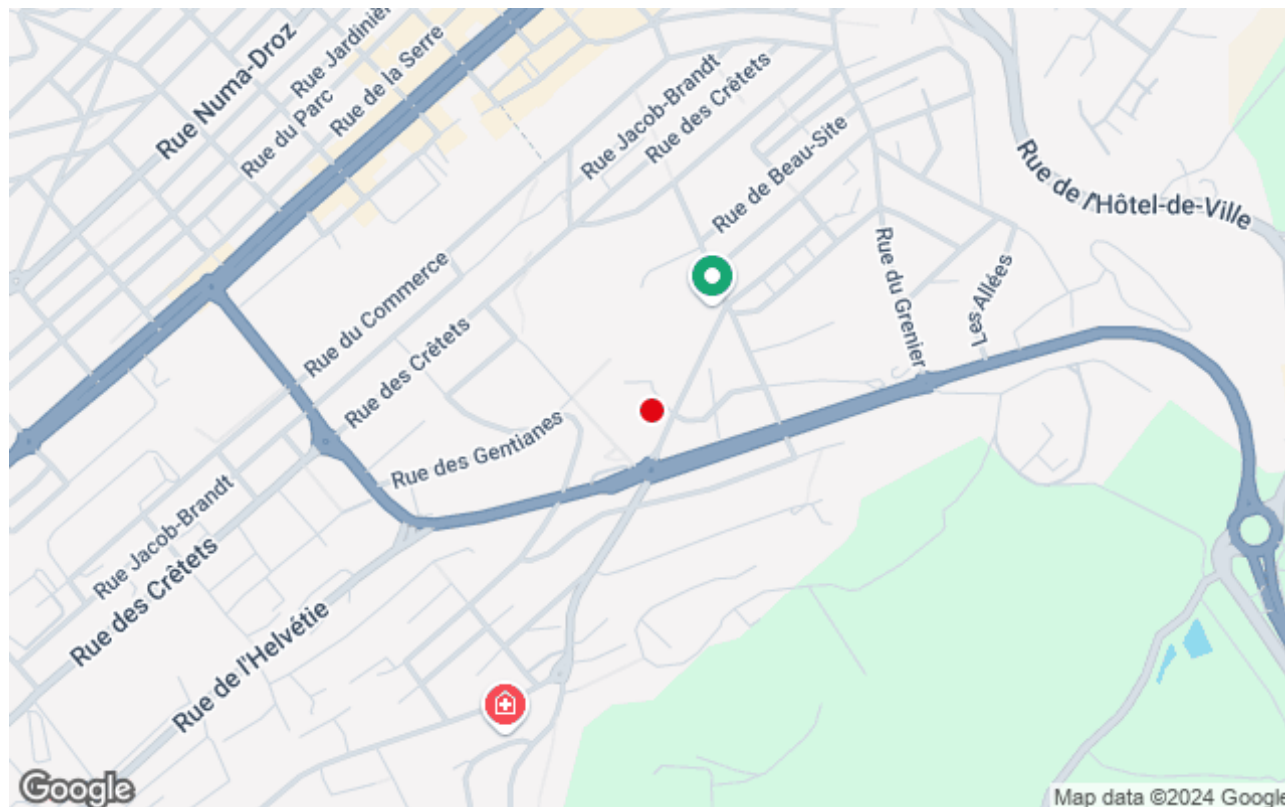 Rue Jardinière
Rue Numa-Droz
Rue de la Serre
Rue du Parc
Rue Jacob-Brandt
Rue des Crêtets
Rue de Beau-Site
Rue de l'Hôtel-de-Ville
Rue du Commerce
Rue du Grenier
Les Allées
Rue des Crêtets
Rue des Gentianes
Rue Jacob-Brandt
Rue des Crêtets
Rue de l'Helvétie
Google
Map data ©2024 Google